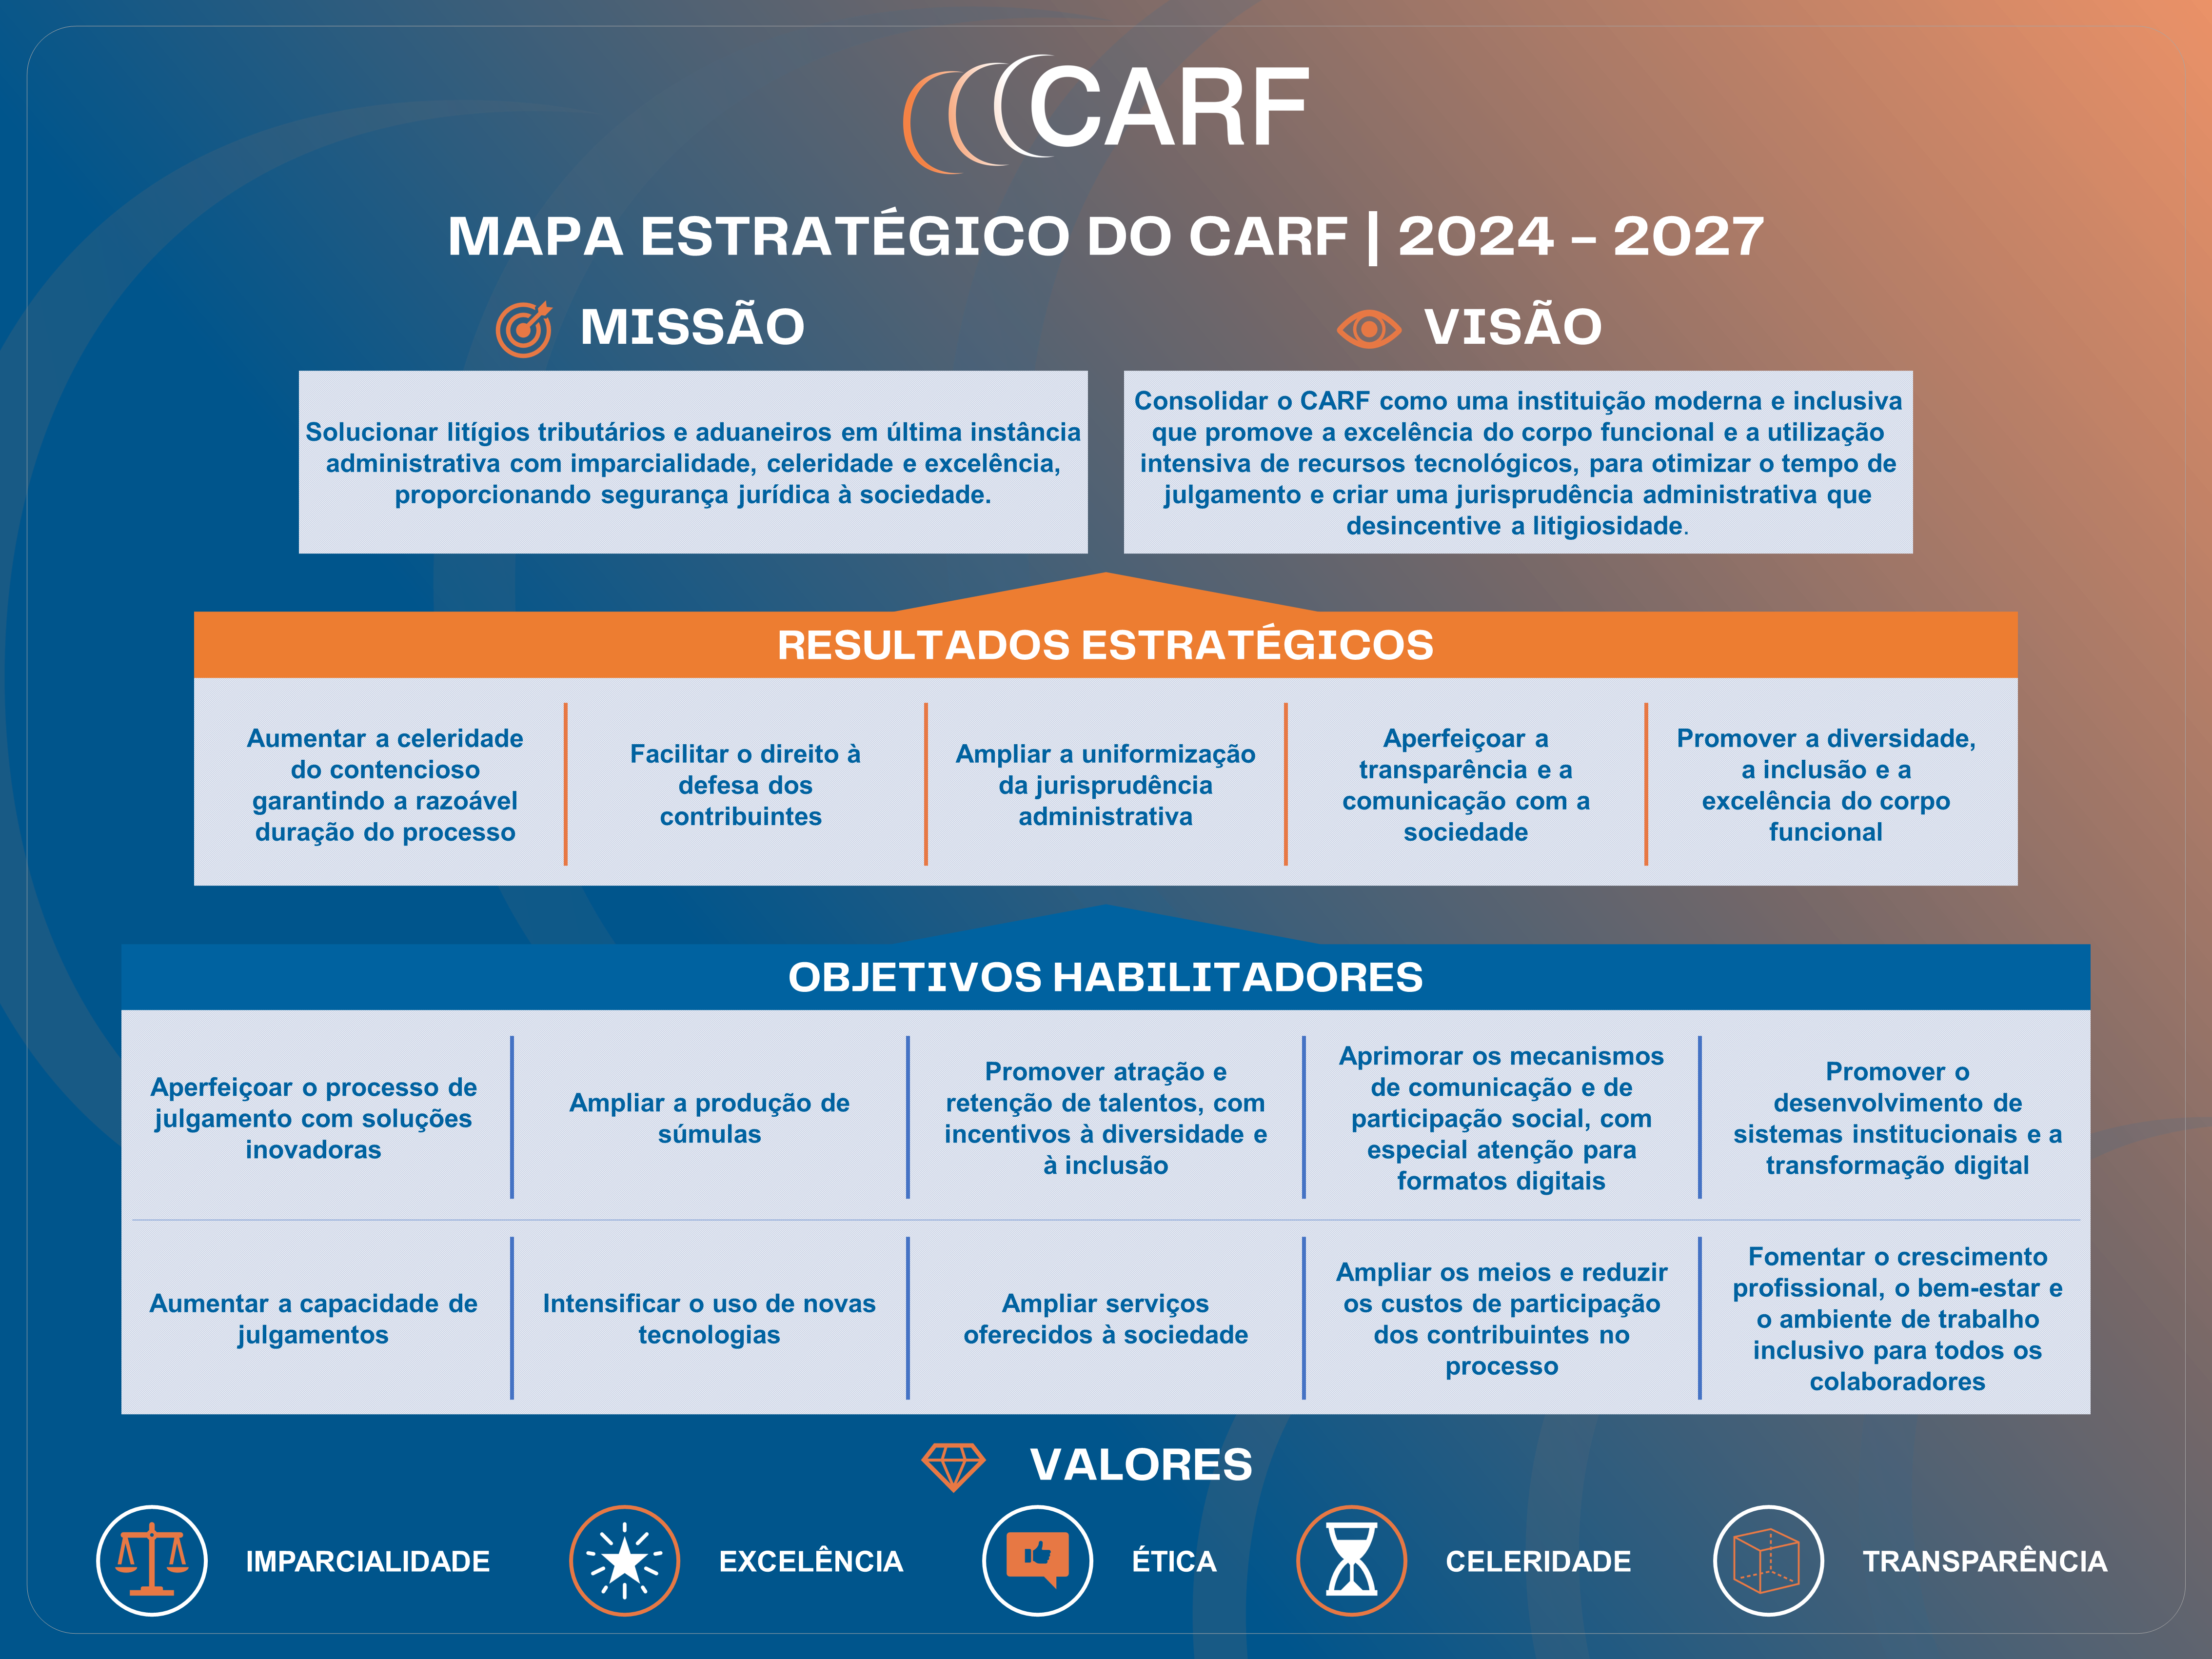 CARF
MAPA ESTRATÉGICO DO CARF | 2024 – 2027
MISSÃO
Solucionar litígios tributários e aduaneiros em última instância
administrativa com imparcialidade, celeridade e excelência,
proporcionando segurança jurídica à sociedade.
VISÃO
Consolidar o CARF como uma instituição moderna e inclusiva
que promove a excelência do corpo funcional e a utilização
intensiva de recursos tecnológicos, para otimizar o tempo de
julgamento e criar uma jurisprudência administrativa que
desincentive a litigiosidade.
RESULTADOS ESTRATÉGICOS
Aumentar a celeridade
do contencioso
garantindo a razoável
duração do processo
Facilitar o direito à
defesa dos
contribuintes
Ampliar a uniformização
da jurisprudência
administrativa
Aperfeiçoar a
transparência e a
comunicação com a
sociedade
Promover a diversidade,
a inclusão e a
excelência do corpo
funcional
OBJETIVOS HABILITADORES
Aperfeiçoar o processo de
julgamento com soluções
inovadoras
Ampliar a produção de
súmulas
Promover atração e
retenção de talentos, com
incentivos à diversidade e
à inclusão
Aprimorar os mecanismos
de comunicação e de
participação social, com
especial atenção para
formatos digitais
Promover o
desenvolvimento de
sistemas institucionais e a
transformação digital
Aumentar a capacidade de
julgamentos
Intensificar o uso de novas
tecnologias
Ampliar serviços
oferecidos à sociedade
Ampliar os meios e reduzir
os custos de participação
dos contribuintes no
processo
Fomentar o crescimento
profissional, o bem-estar e
o ambiente de trabalho
inclusivo para todos os
colaboradores
VALORES
IMPARCIALIDADE
EXCELÊNCIA
ÉTICA
CELERIDADE
TRANSPARÊNCIA